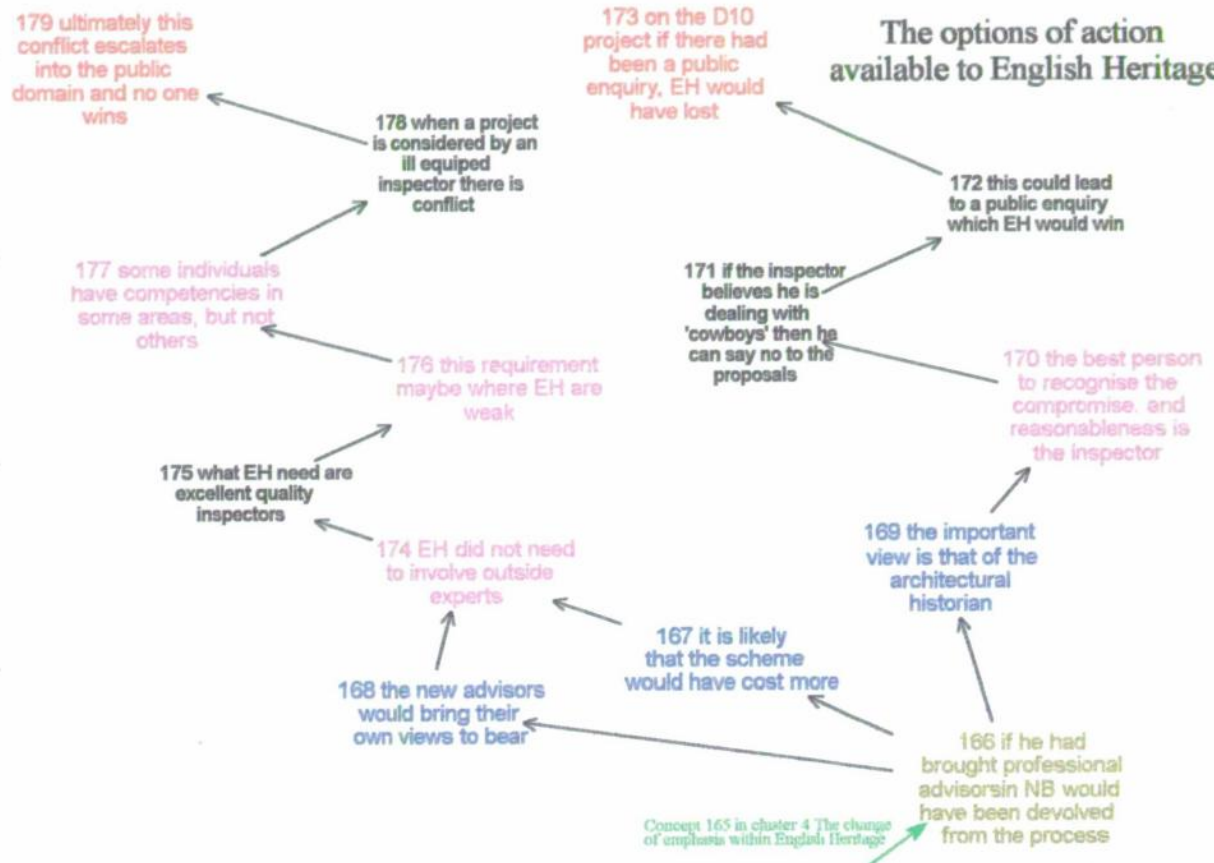 The options of action
available to English Heritage
179 ultimately this
conflict escalates
into the public
domain and no one
wins
173 on the D10
project if there had
been a public
enquiry, EH would
have lost
178 when a project
is considered by an
ill equiped
inspector there is
conflict
172 this could lead
to a public enquiry
which EH would win
177 some individuals
have competencies in
some areas, but not
others
171 if the inspector
believes he is
dealing with
'cowboys' then he
can say no to the
proposals
176 this requirement
maybe where EH are
weak
170 the best person
to recognise the
compromise. and
reasonableness is
the inspector
175 what EH need are
excellent quality
inspectors
174 EH did not need
to involve outside
experts
169 the important
view is that of the
architectural
historian
167 it is likely
that the scheme
would have cost more
168 the new advisors
would bring their
own views to bear
166 if he had
brought professional
advisorsin NB would
have been devolved
from the process
Concept 165 in cluster 4 The change
of emphasis within English Heritage